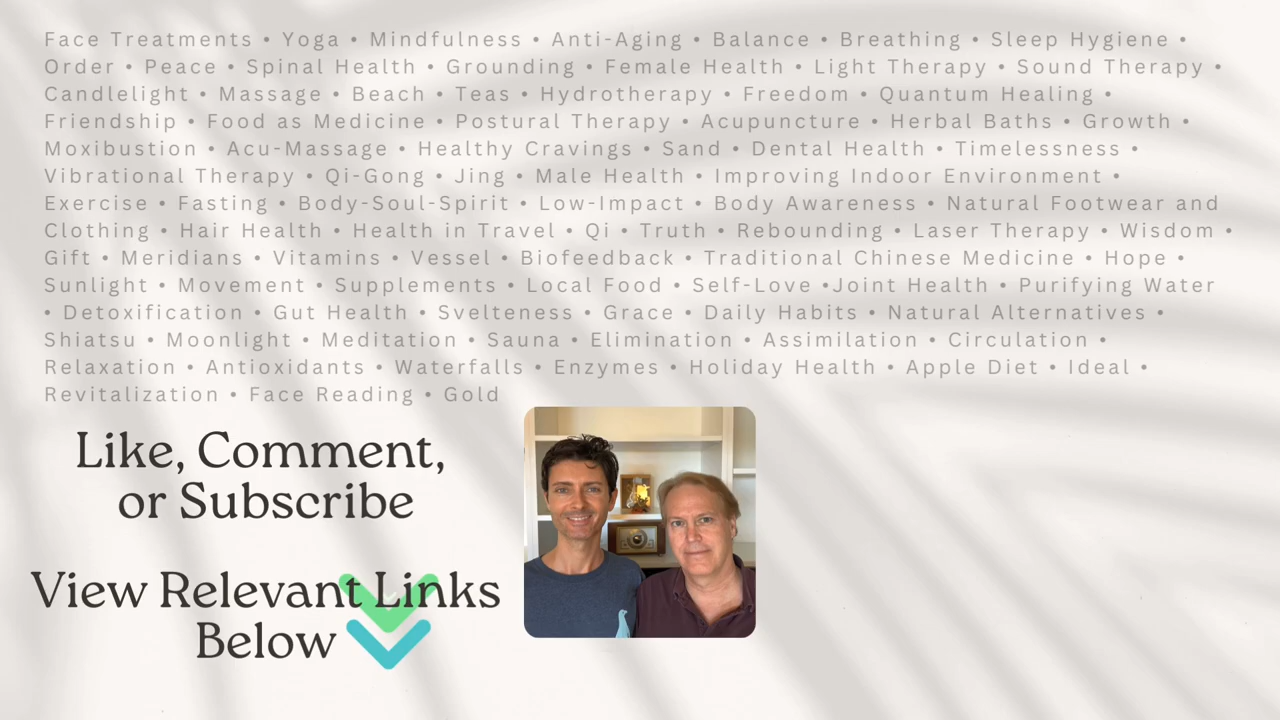 Face Treatments • Yoga • Mindfulness • Anti-Aging • Balance • Breathing • Sleep Hygiene •
Order • Peace • Spinal Health • Grounding • Female Health • Light Therapy • Sound Therapy •
Candlelight • Massage • Beach • Teas • Hydrotherapy • Freedom • Quantum Healing •
Friendship • Food as Medicine • Postural Therapy • Acupuncture • Herbal Baths • Growth •
Moxibustion • Acu-Massage • Healthy Cravings • Sand • Dental Health • Timelessness •
Vibrational Therapy • Qi-Gong • Jing • Male Health • Improving Indoor Environment •
Exercise • Fasting • Body-Soul-Spirit • Low-Impact • Body Awareness • Natural Footwear and
Clothing • Hair Health • Health in Travel • Qi • Truth • Rebounding • Laser Therapy • Wisdom •
Gift • Meridians • Vitamins • Vessel • Biofeedback • Traditional Chinese Medicine • Hope •
Sunlight • Movement • Supplements • Local Food • Self-Love •Joint Health • Purifying Water
• Detoxification • Gut Health • Svelteness • Grace • Daily Habits • Natural Alternatives •
Shiatsu • Moonlight • Meditation • Sauna • Elimination • Assimilation • Circulation •
Relaxation • Antioxidants • Waterfalls • Enzymes • Holiday Health • Apple Diet • Ideal •
Revitalization • Face Reading • Gold
Like, Comment,
or Subscribe
View Relevant Links
Below